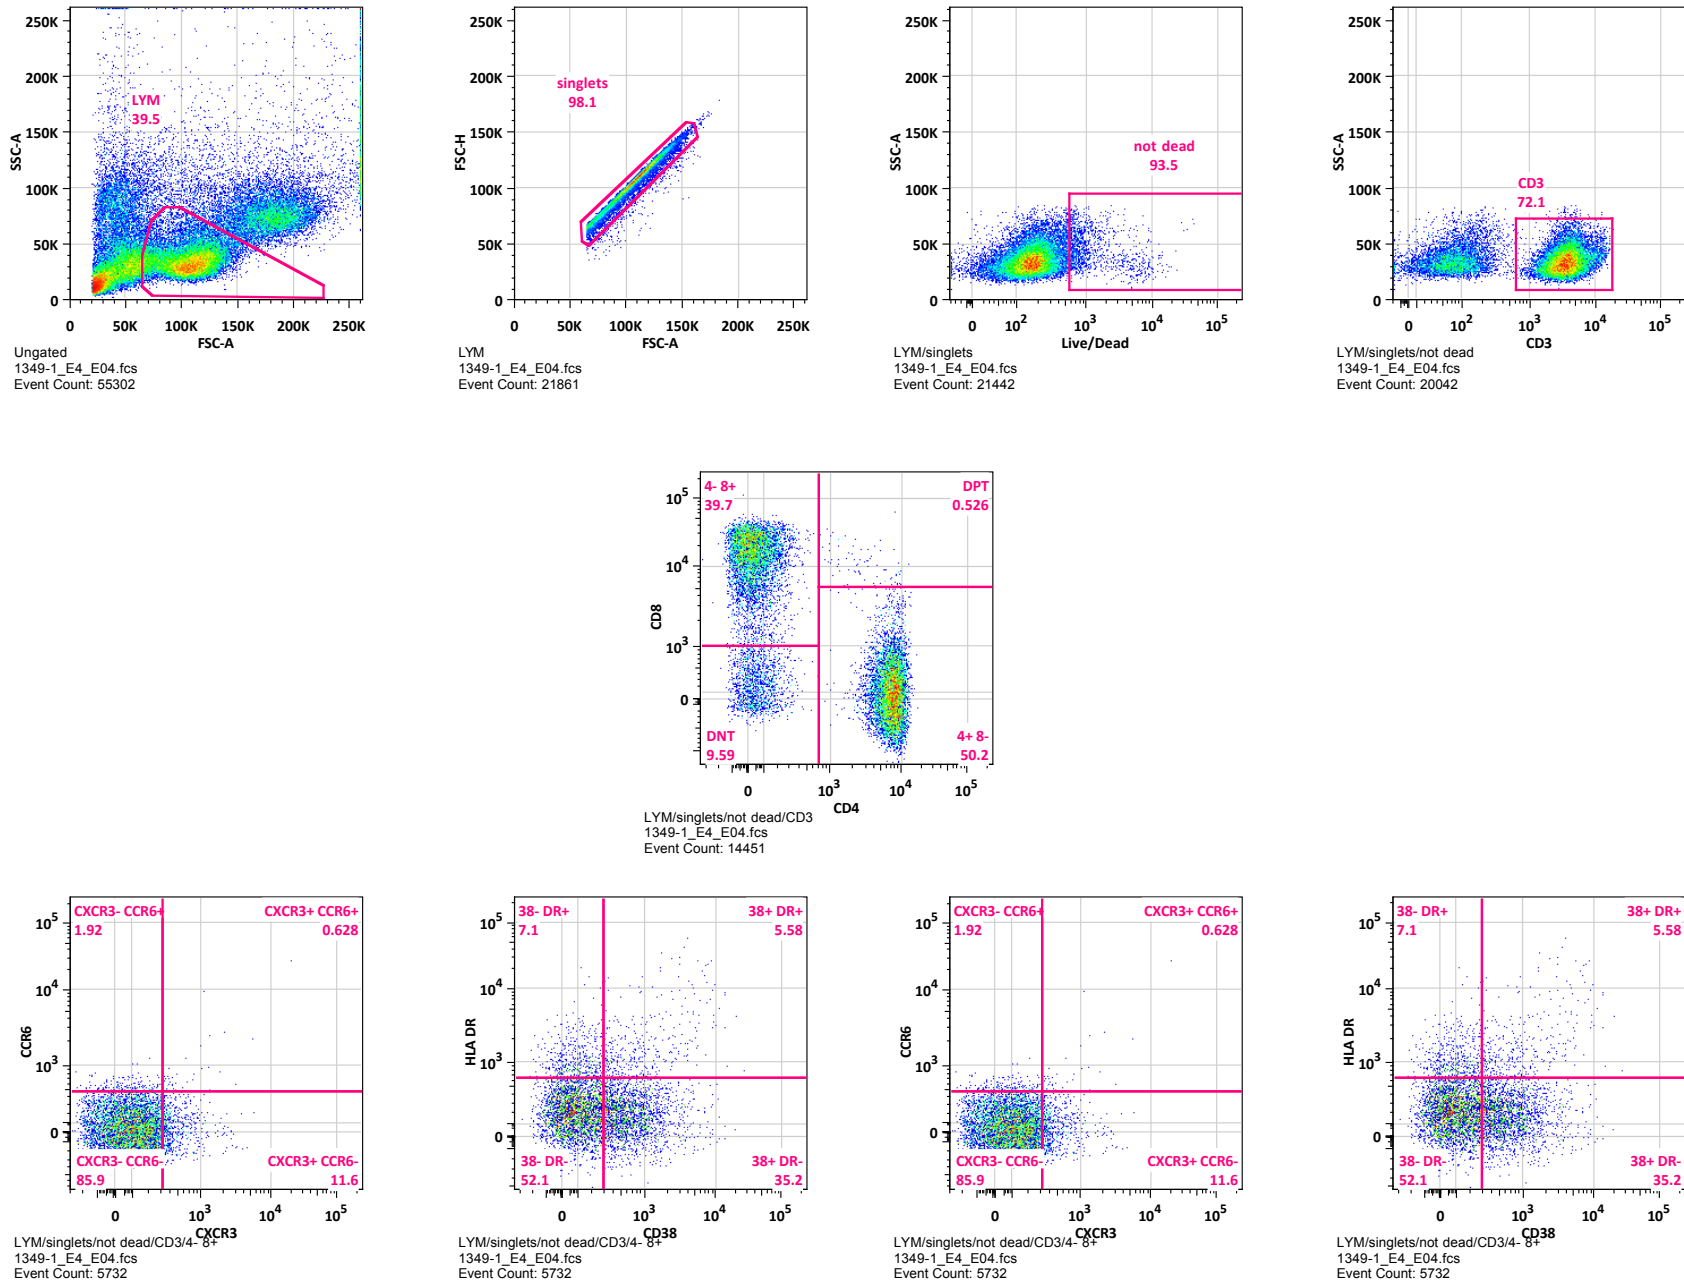 250K
200K
150K
100K
50K
0
SSC-A
LYM
39.5
0 50K 100K 150K 200K 250K
FSC-A
Ungated
1349-1_E4_E04.fcs
Event Count: 55302
250K
200K
150K
100K
50K
0
FSC-H
singlets
98.1
0 50K 100K 150K 200K 250K
FSC-A
LYM
1349-1_E4_E04.fcs
Event Count: 21861
250K
200K
150K
100K
50K
0
SSC-A
not dead
93.5
0 10^2 10^3 10^4 10^5
Live/Dead
LYM/singlets
1349-1_E4_E04.fcs
Event Count: 21442
250K
200K
150K
100K
50K
0
SSC-A
CD3
72.1
0 10^2 10^3 10^4 10^5
CD3
LYM/singlets/not dead
1349-1_E4_E04.fcs
Event Count: 20042
10^5
10^4
10^3
0
CD8
4- 8+
39.7
DPT
0.526
DNT
9.59
4+ 8-
50.2
0 10^3 10^4 10^5
CD4
LYM/singlets/not dead/CD3
1349-1_E4_E04.fcs
Event Count: 14451
10^5
10^4
10^3
0
CCR6
CXCR3- CCR6+
1.92
CXCR3+ CCR6+
0.628
CXCR3- CCR6-
85.9
CXCR3+ CCR6-
11.6
0 10^3 10^4 10^5
CXCR3
LYM/singlets/not dead/CD3/4- 8+
1349-1_E4_E04.fcs
Event Count: 5732
10^5
10^4
10^3
0
HLA DR
38- DR+
7.1
38+ DR+
5.58
38- DR-
52.1
38+ DR-
35.2
0 10^3 10^4 10^5
CD38
LYM/singlets/not dead/CD3/4- 8+
1349-1_E4_E04.fcs
Event Count: 5732
10^5
10^4
10^3
0
CCR6
CXCR3- CCR6+
1.92
CXCR3+ CCR6+
0.628
CXCR3- CCR6-
85.9
CXCR3+ CCR6-
11.6
0 10^3 10^4 10^5
CXCR3
LYM/singlets/not dead/CD3/4- 8+
1349-1_E4_E04.fcs
Event Count: 5732
10^5
10^4
10^3
0
HLA DR
38- DR+
7.1
38+ DR+
5.58
38- DR-
52.1
38+ DR-
35.2
0 10^3 10^4 10^5
CD38
LYM/singlets/not dead/CD3/4- 8+
1349-1_E4_E04.fcs
Event Count: 5732